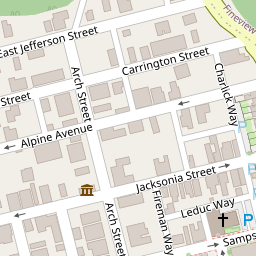 East Jefferson Street
Fineview
Carrington Street
Street
Arch Street
Charlick Way
Alpine Avenue
Jacksonia Street
Arch Street
Fireman Way
Leduc Way
P
P
Samps